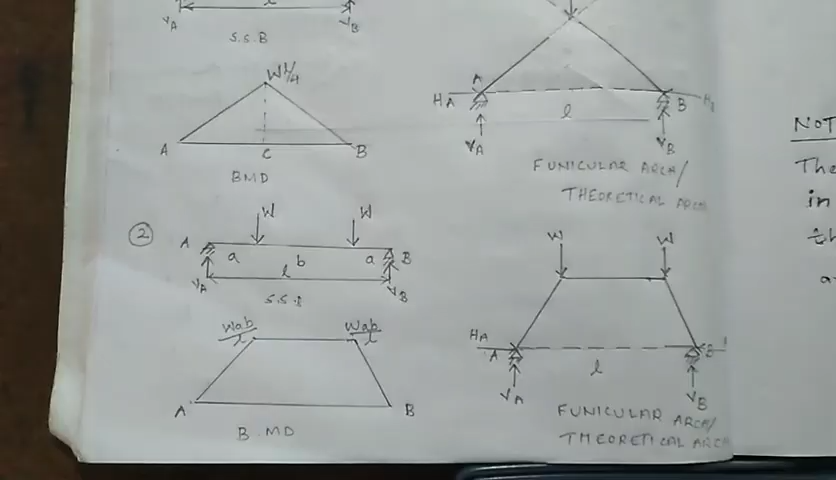 l
VA
VB
S.S.B
Wl/4
A
C
B
BMD
A
HA
B
l
VA
VB
FUNICULAR ARCH/
THEORETICAL ARCH
②
W
W
A
a
b
a
B
l
VA
VB
S.S.B
Wab/l
Wab/l
A
B
B.MD
W
W
HA
A
B
l
VA
VB
FUNICULAR ARCH/
THEORETICAL ARCH
NOT
The
in
th
a